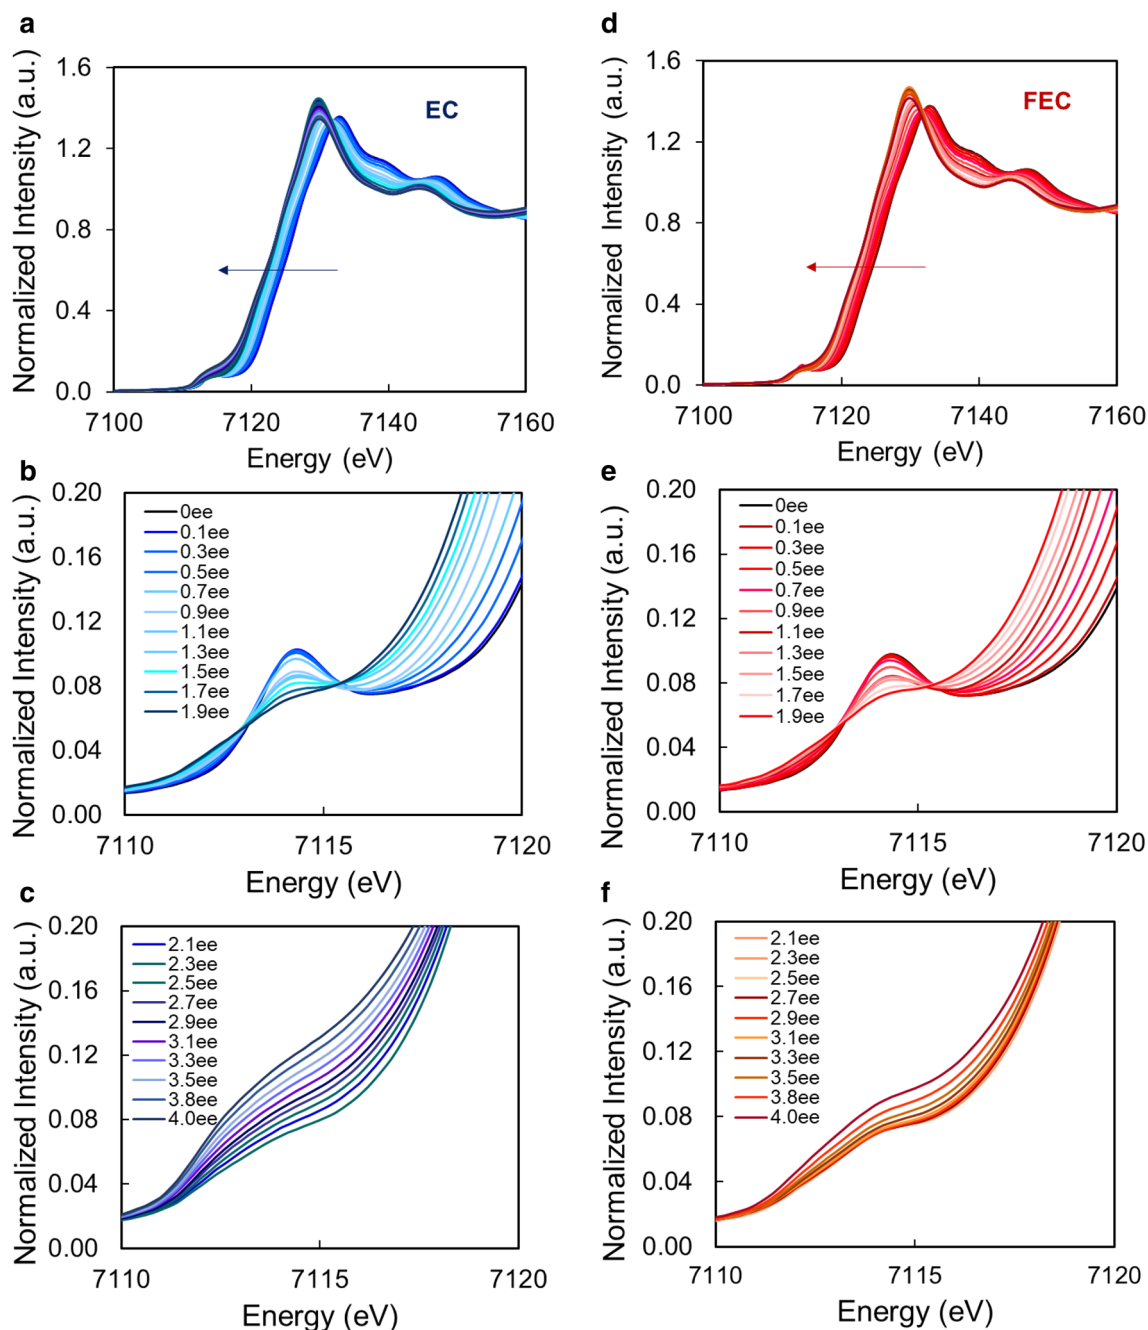 a
Normalized Intensity (a.u.)
1.6
1.2
0.8
0.4
0.0
EC
7100
7120
7140
7160
Energy (eV)
d
Normalized Intensity (a.u.)
1.6
1.2
0.8
0.4
0.0
FEC
7100
7120
7140
7160
Energy (eV)
b
Normalized Intensity (a.u.)
0.20
0.16
0.12
0.08
0.04
0.00
0ee
0.1ee
0.3ee
0.5ee
0.7ee
0.9ee
1.1ee
1.3ee
1.5ee
1.7ee
1.9ee
7110
7115
7120
Energy (eV)
e
Normalized Intensity (a.u.)
0.20
0.16
0.12
0.08
0.04
0.00
0ee
0.1ee
0.3ee
0.5ee
0.7ee
0.9ee
1.1ee
1.3ee
1.5ee
1.7ee
1.9ee
7110
7115
7120
Energy (eV)
c
Normalized Intensity (a.u.)
0.20
0.16
0.12
0.08
0.04
0.00
2.1ee
2.3ee
2.5ee
2.7ee
2.9ee
3.1ee
3.3ee
3.5ee
3.8ee
4.0ee
7110
7115
7120
Energy (eV)
f
Normalized Intensity (a.u.)
0.20
0.16
0.12
0.08
0.04
0.00
2.1ee
2.3ee
2.5ee
2.7ee
2.9ee
3.1ee
3.3ee
3.5ee
3.8ee
4.0ee
7110
7115
7120
Energy (eV)